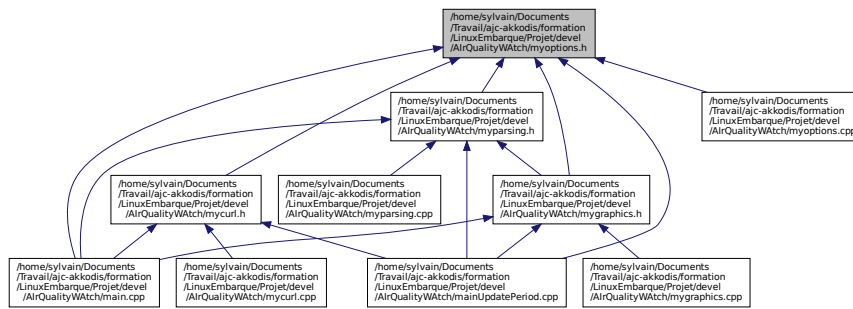 /home/sylvain/Documents
/Travail/ajc-akkodis/formation
/LinuxEmbarque/Projet/devel
/AIrQualityWAtch/myoptions.h
/home/sylvain/Documents
/Travail/ajc-akkodis/formation
/LinuxEmbarque/Projet/devel
/AIrQualityWAtch/myparsing.h
/home/sylvain/Documents
/Travail/ajc-akkodis/formation
/LinuxEmbarque/Projet/devel
/AIrQualityWAtch/myoptions.cpp
/home/sylvain/Documents
/Travail/ajc-akkodis/formation
/LinuxEmbarque/Projet/devel
/AIrQualityWAtch/mycurl.h
/home/sylvain/Documents
/Travail/ajc-akkodis/formation
/LinuxEmbarque/Projet/devel
/AIrQualityWAtch/myparsing.cpp
/home/sylvain/Documents
/Travail/ajc-akkodis/formation
/LinuxEmbarque/Projet/devel
/AIrQualityWAtch/mygraphics.h
/home/sylvain/Documents
/Travail/ajc-akkodis/formation
/LinuxEmbarque/Projet/devel
/AIrQualityWAtch/main.cpp
/home/sylvain/Documents
/Travail/ajc-akkodis/formation
/LinuxEmbarque/Projet/devel
/AIrQualityWAtch/mycurl.cpp
/home/sylvain/Documents
/Travail/ajc-akkodis/formation
/LinuxEmbarque/Projet/devel
/AIrQualityWAtch/mainUpdatePeriod.cpp
/home/sylvain/Documents
/Travail/ajc-akkodis/formation
/LinuxEmbarque/Projet/devel
/AIrQualityWAtch/mygraphics.cpp